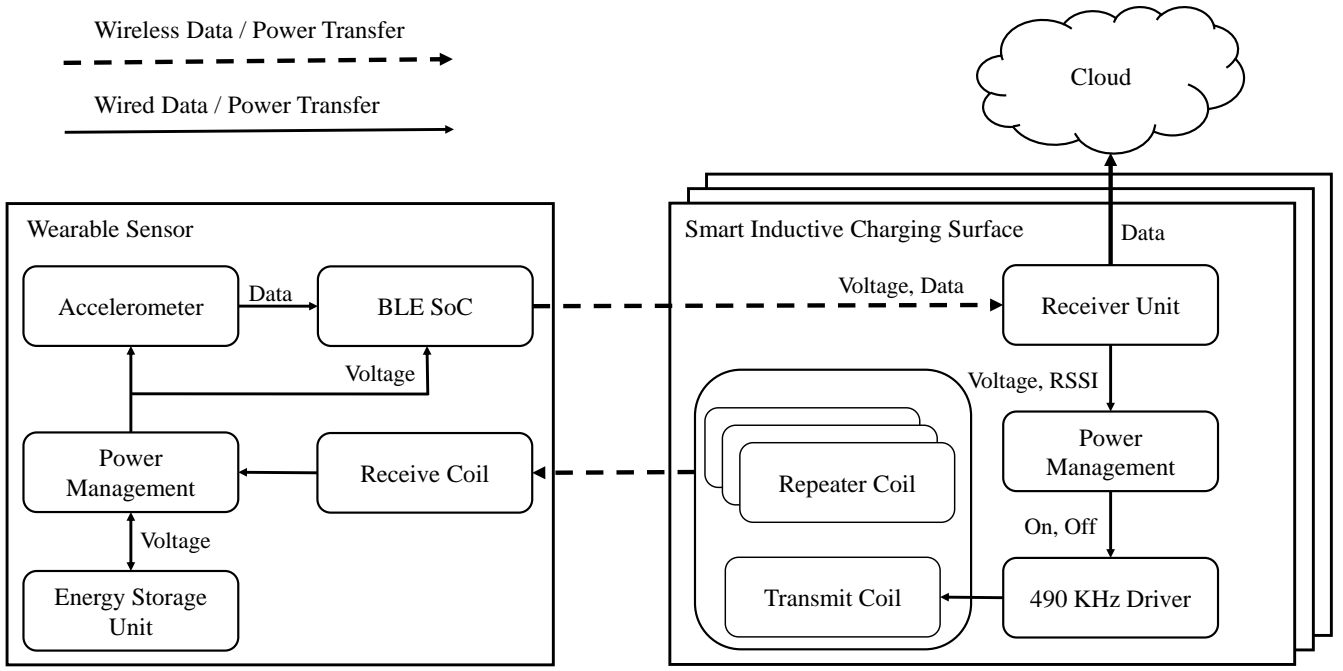 Wireless Data / Power Transfer
Wired Data / Power Transfer
Cloud
Wearable Sensor
Accelerometer
Data
BLE SoC
Voltage
Power
Management
Receive Coil
Voltage
Energy Storage
Unit
Smart Inductive Charging Surface
Data
Voltage, Data
Receiver Unit
Voltage, RSSI
Power
Management
Repeater Coil
On, Off
Transmit Coil
490 KHz Driver